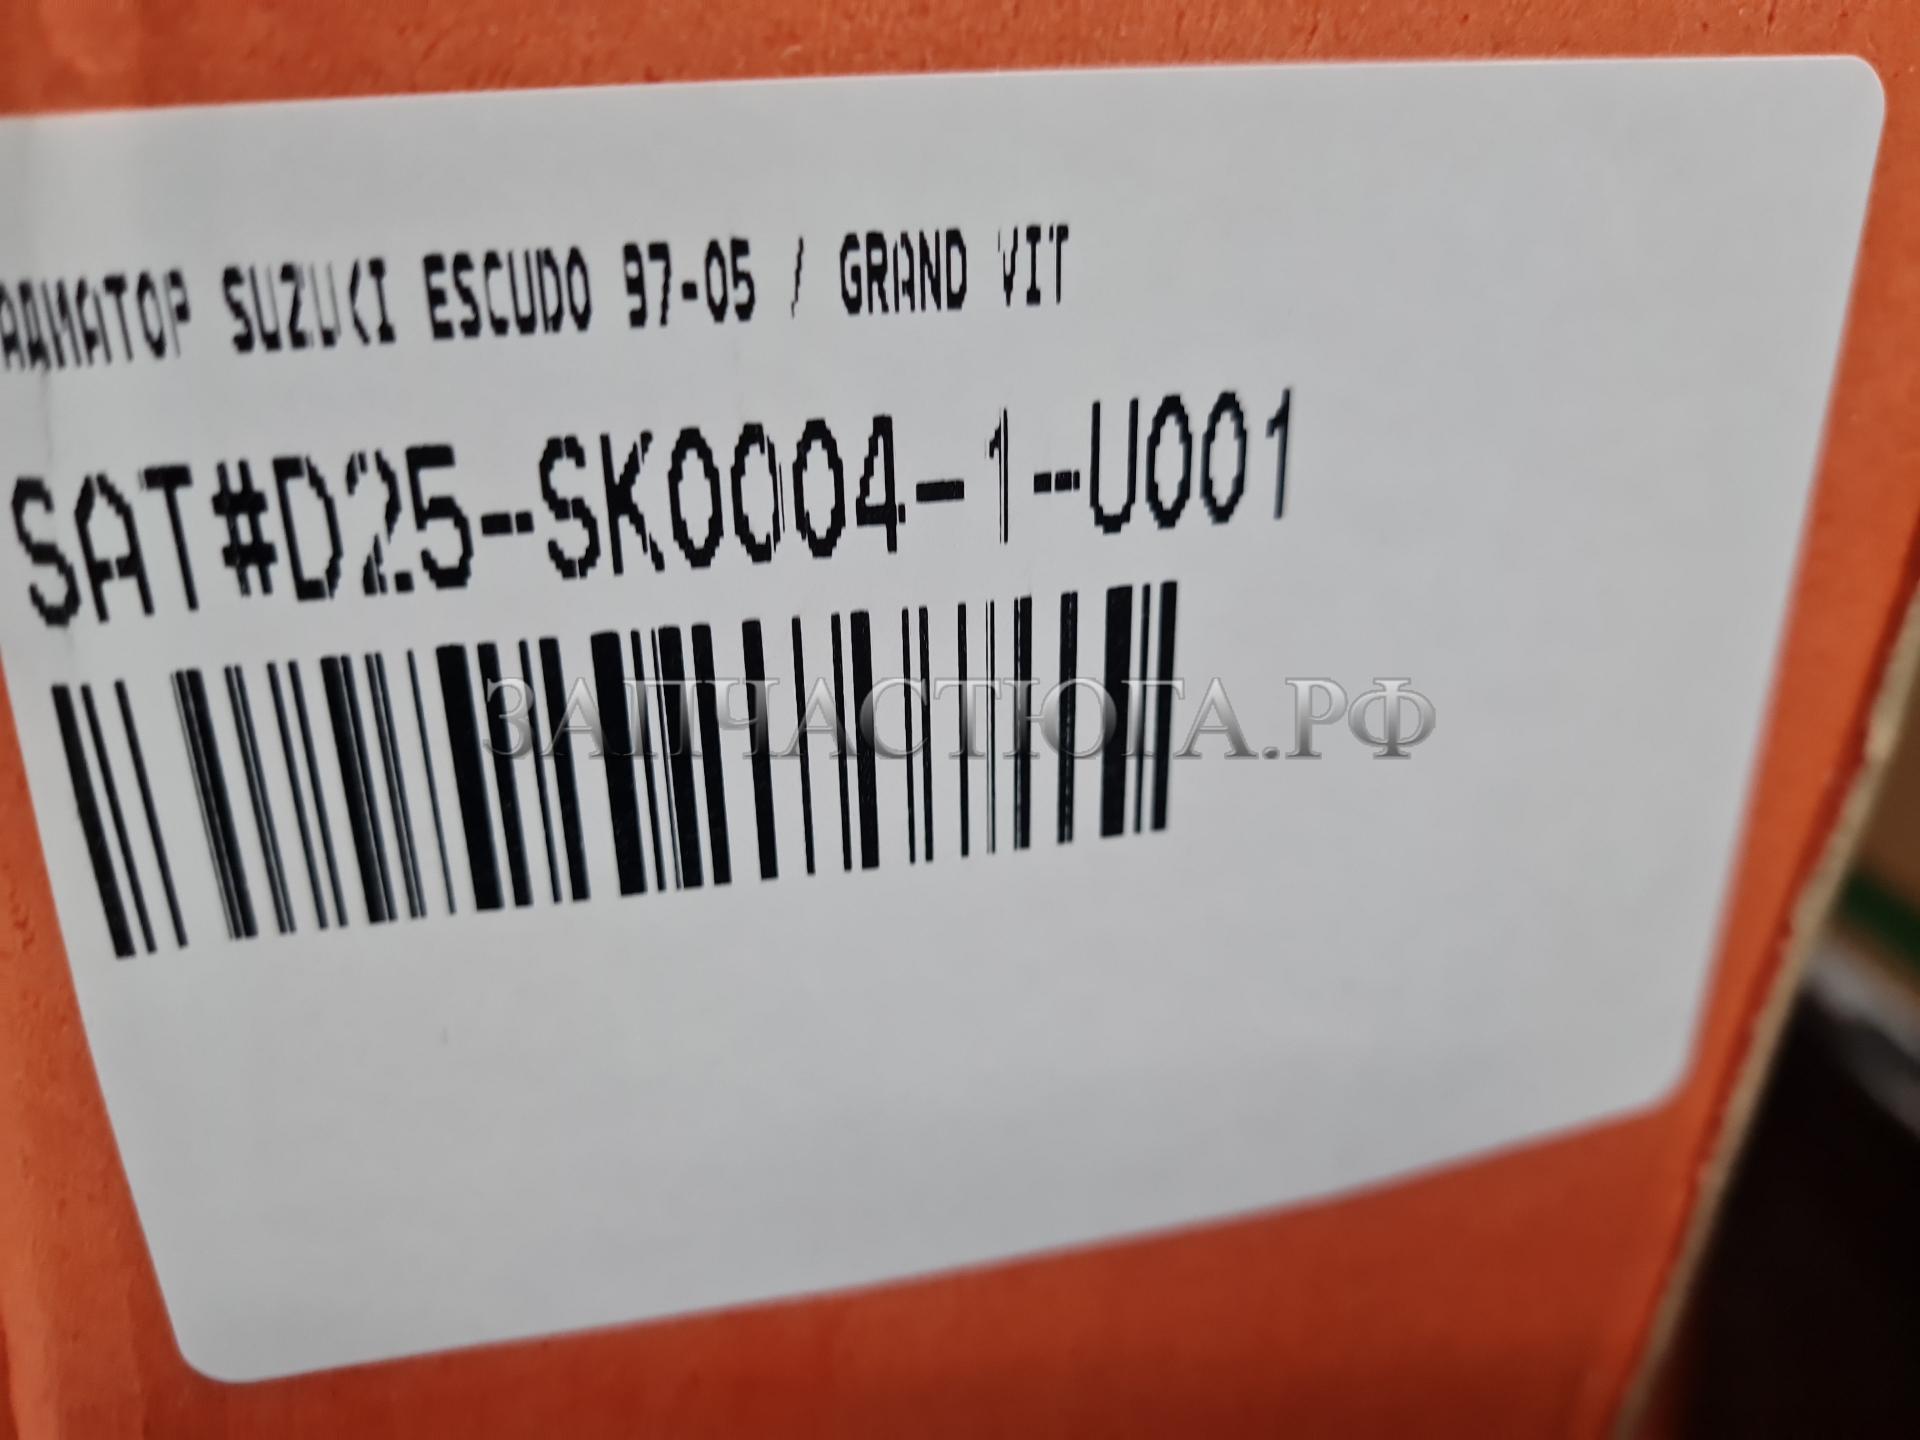 АДИАТОР SUZUKI ESCUDO 97-05 / GRAND VIT
SAT#D25-SK0004-1-U001
ЗАПЧАСТЮГА.РФ